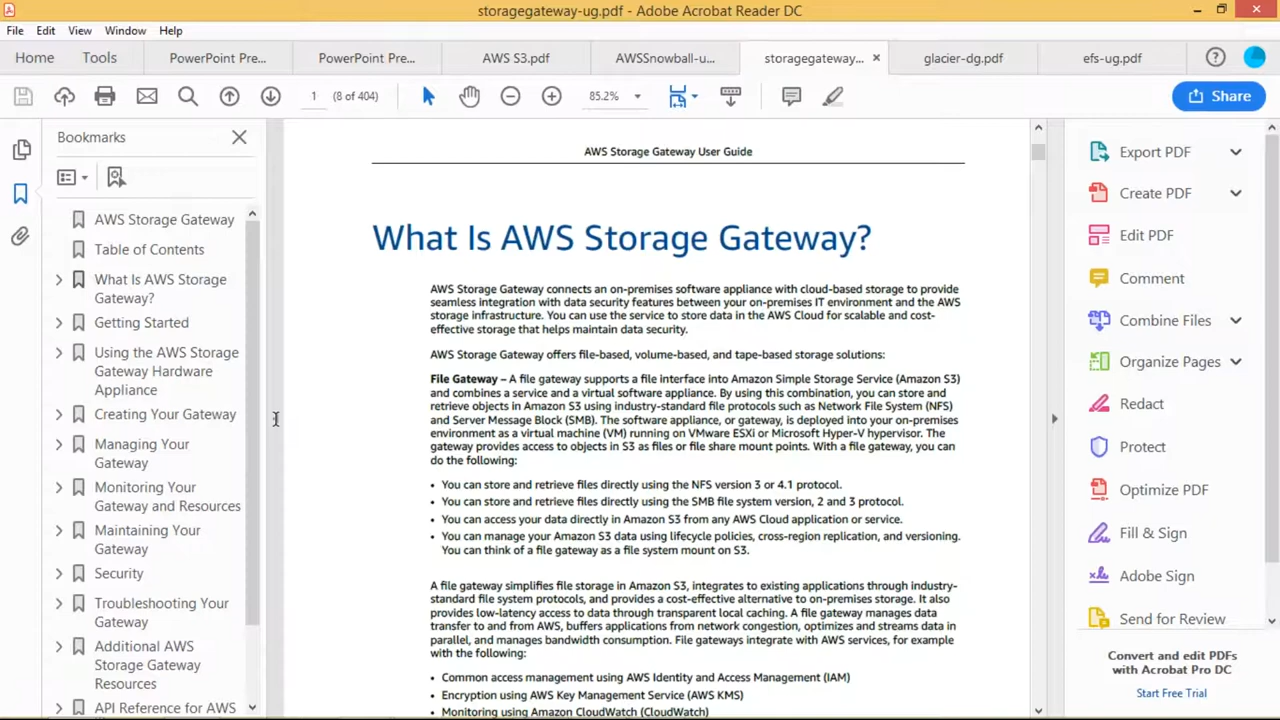 storagegateway-ug.pdf - Adobe Acrobat Reader DC
File Edit View Window Help
Home Tools PowerPoint Pre... PowerPoint Pre... AWS S3.pdf AWSSnowball-u... storagegateway... glacier-dg.pdf efs-ug.pdf
1 (8 of 404) 85.2% Share
Bookmarks
AWS Storage Gateway
Table of Contents
What Is AWS Storage
Gateway?
Getting Started
Using the AWS Storage
Gateway Hardware
Appliance
Creating Your Gateway
Managing Your
Gateway
Monitoring Your
Gateway and Resources
Maintaining Your
Gateway
Security
Troubleshooting Your
Gateway
Additional AWS
Storage Gateway
Resources
API Reference for AWS
AWS Storage Gateway User Guide
What Is AWS Storage Gateway?
AWS Storage Gateway connects an on-premises software appliance with cloud-based storage to provide
seamless integration with data security features between your on-premises IT environment and the AWS
storage infrastructure. You can use the service to store data in the AWS Cloud for scalable and cost-
effective storage that helps maintain data security.
AWS Storage Gateway offers file-based, volume-based, and tape-based storage solutions:
File Gateway – A file gateway supports a file interface into Amazon Simple Storage Service (Amazon S3)
and combines a service and a virtual software appliance. By using this combination, you can store and
retrieve objects in Amazon S3 using industry-standard file protocols such as Network File System (NFS)
and Server Message Block (SMB). The software appliance, or gateway, is deployed into your on-premises
environment as a virtual machine (VM) running on VMware ESXi or Microsoft Hyper-V hypervisor. The
gateway provides access to objects in S3 as files or file share mount points. With a file gateway, you can
do the following:
• You can store and retrieve files directly using the NFS version 3 or 4.1 protocol.
• You can store and retrieve files directly using the SMB file system version, 2 and 3 protocol.
• You can access your data directly in Amazon S3 from any AWS Cloud application or service.
• You can manage your Amazon S3 data using lifecycle policies, cross-region replication, and versioning.
You can think of a file gateway as a file system mount on S3.
A file gateway simplifies file storage in Amazon S3, integrates to existing applications through industry-
standard file system protocols, and provides a cost-effective alternative to on-premises storage. It also
provides low-latency access to data through transparent local caching. A file gateway manages data
transfer to and from AWS, buffers applications from network congestion, optimizes and streams data in
parallel, and manages bandwidth consumption. File gateways integrate with AWS services, for example
with the following:
• Common access management using AWS Identity and Access Management (IAM)
• Encryption using AWS Key Management Service (AWS KMS)
• Monitoring using Amazon CloudWatch (CloudWatch)
Export PDF
Create PDF
Edit PDF
Comment
Combine Files
Organize Pages
Redact
Protect
Optimize PDF
Fill & Sign
Adobe Sign
Send for Review
Convert and edit PDFs
with Acrobat Pro DC
Start Free Trial